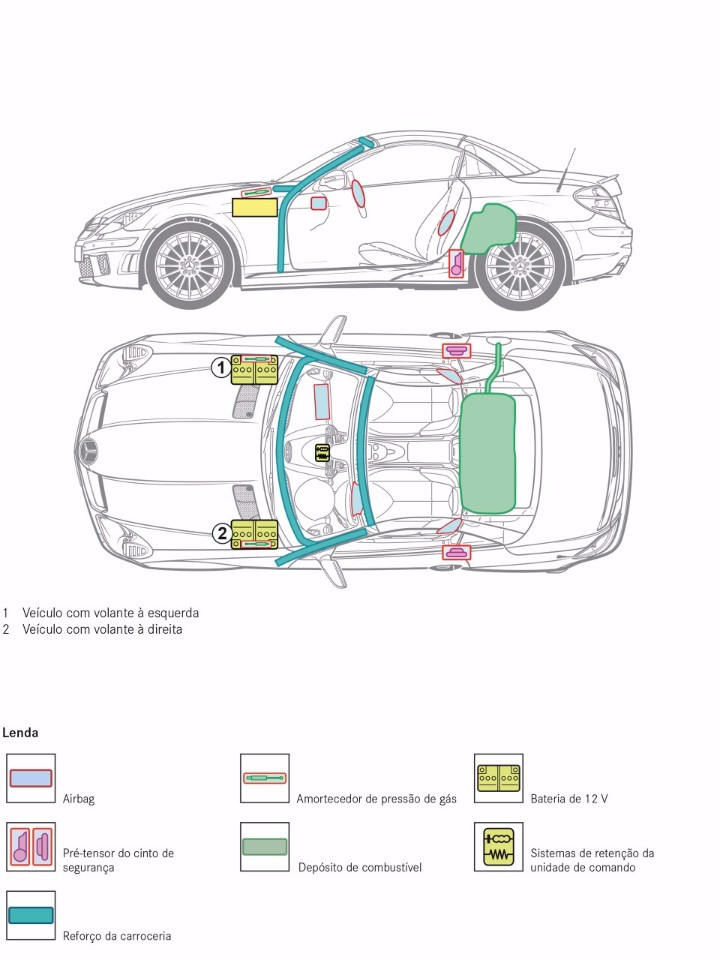 1
2
1 Veículo com volante à esquerda
2 Veículo com volante à direita
Lenda
Airbag
Amortecedor de pressão de gás
Bateria de 12 V
Pré-tensor do cinto de
segurança
Depósito de combustível
Sistemas de retenção da
unidade de comando
Reforço da carroceria